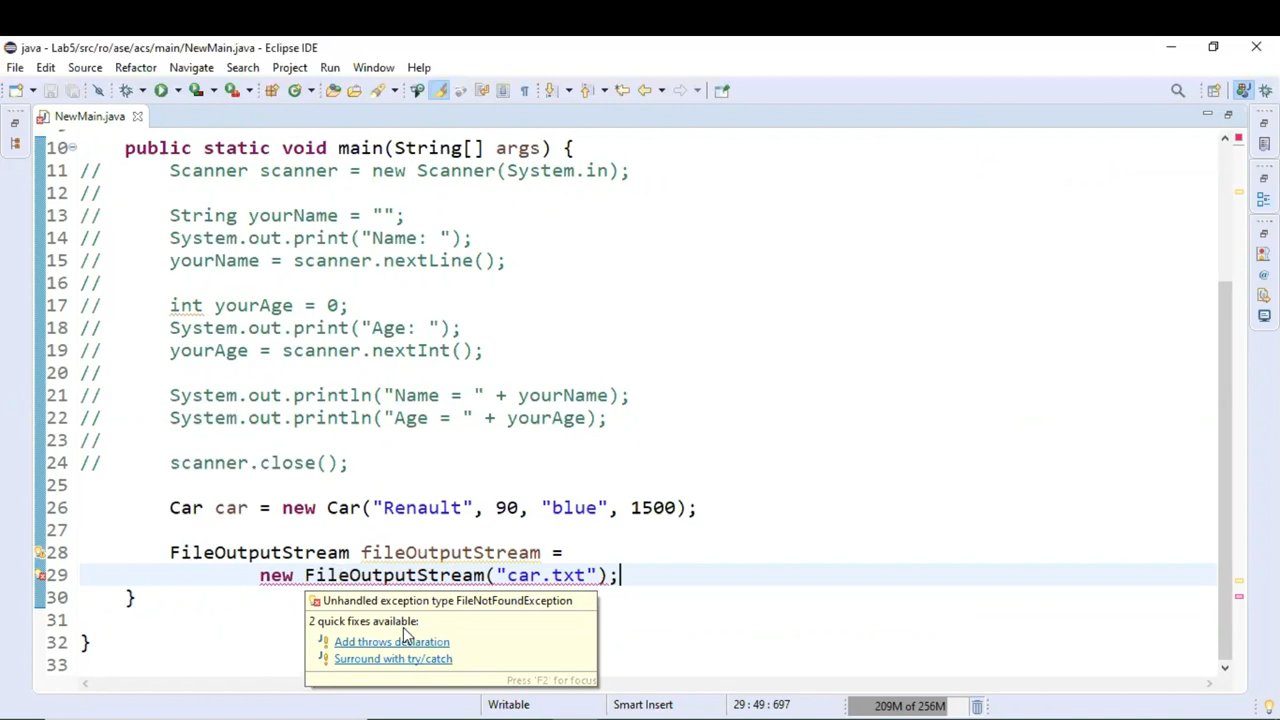 java - Lab5/src/ro/ase/acs/main/NewMain.java - Eclipse IDE
File Edit Source Refactor Navigate Search Project Run Window Help
NewMain.java
10 public static void main(String[] args) {
11 // Scanner scanner = new Scanner(System.in);
12 //
13 // String yourName = "";
14 // System.out.print("Name: ");
15 // yourName = scanner.nextLine();
16 //
17 // int yourAge = 0;
18 // System.out.print("Age: ");
19 // yourAge = scanner.nextInt();
20 //
21 // System.out.println("Name = " + yourName);
22 // System.out.println("Age = " + yourAge);
23 //
24 // scanner.close();
25
26 Car car = new Car("Renault", 90, "blue", 1500);
27
28 FileOutputStream fileOutputStream =
29 new FileOutputStream("car.txt");
30 }
Unhandled exception type FileNotFoundException
31
2 quick fixes available:
32 }
Add throws declaration
Surround with try/catch
33
Press 'F2' for focus
Writable Smart Insert 29 : 49 : 697 209M of 256M